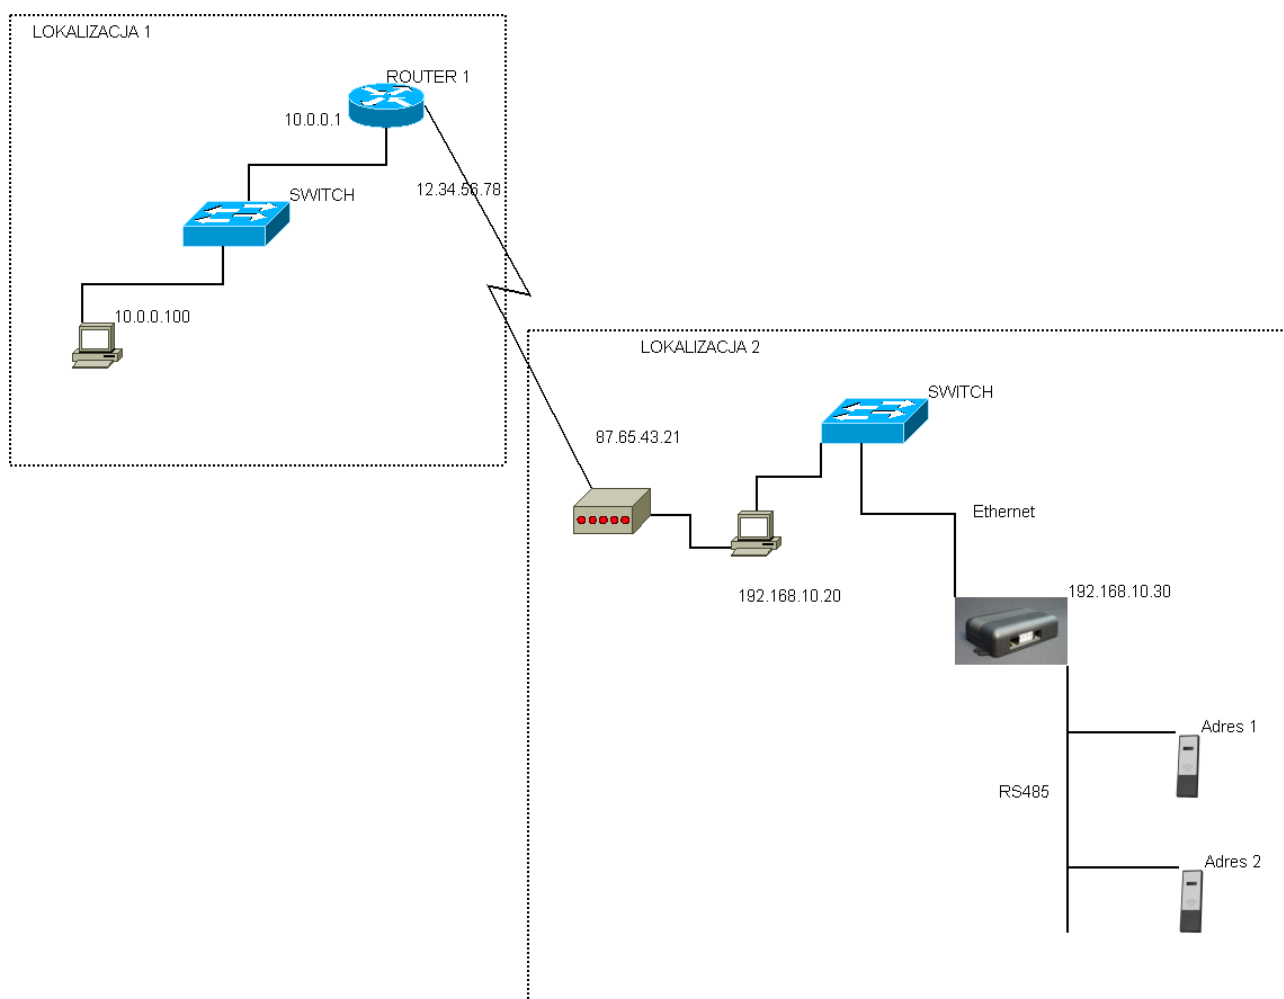 LOKALIZACJA 1
ROUTER 1
10.0.0.1
12.34.56.78
SWITCH
10.0.0.100
LOKALIZACJA 2
SWITCH
87.65.43.21
Ethernet
192.168.10.20
192.168.10.30
Adres 1
RS485
Adres 2